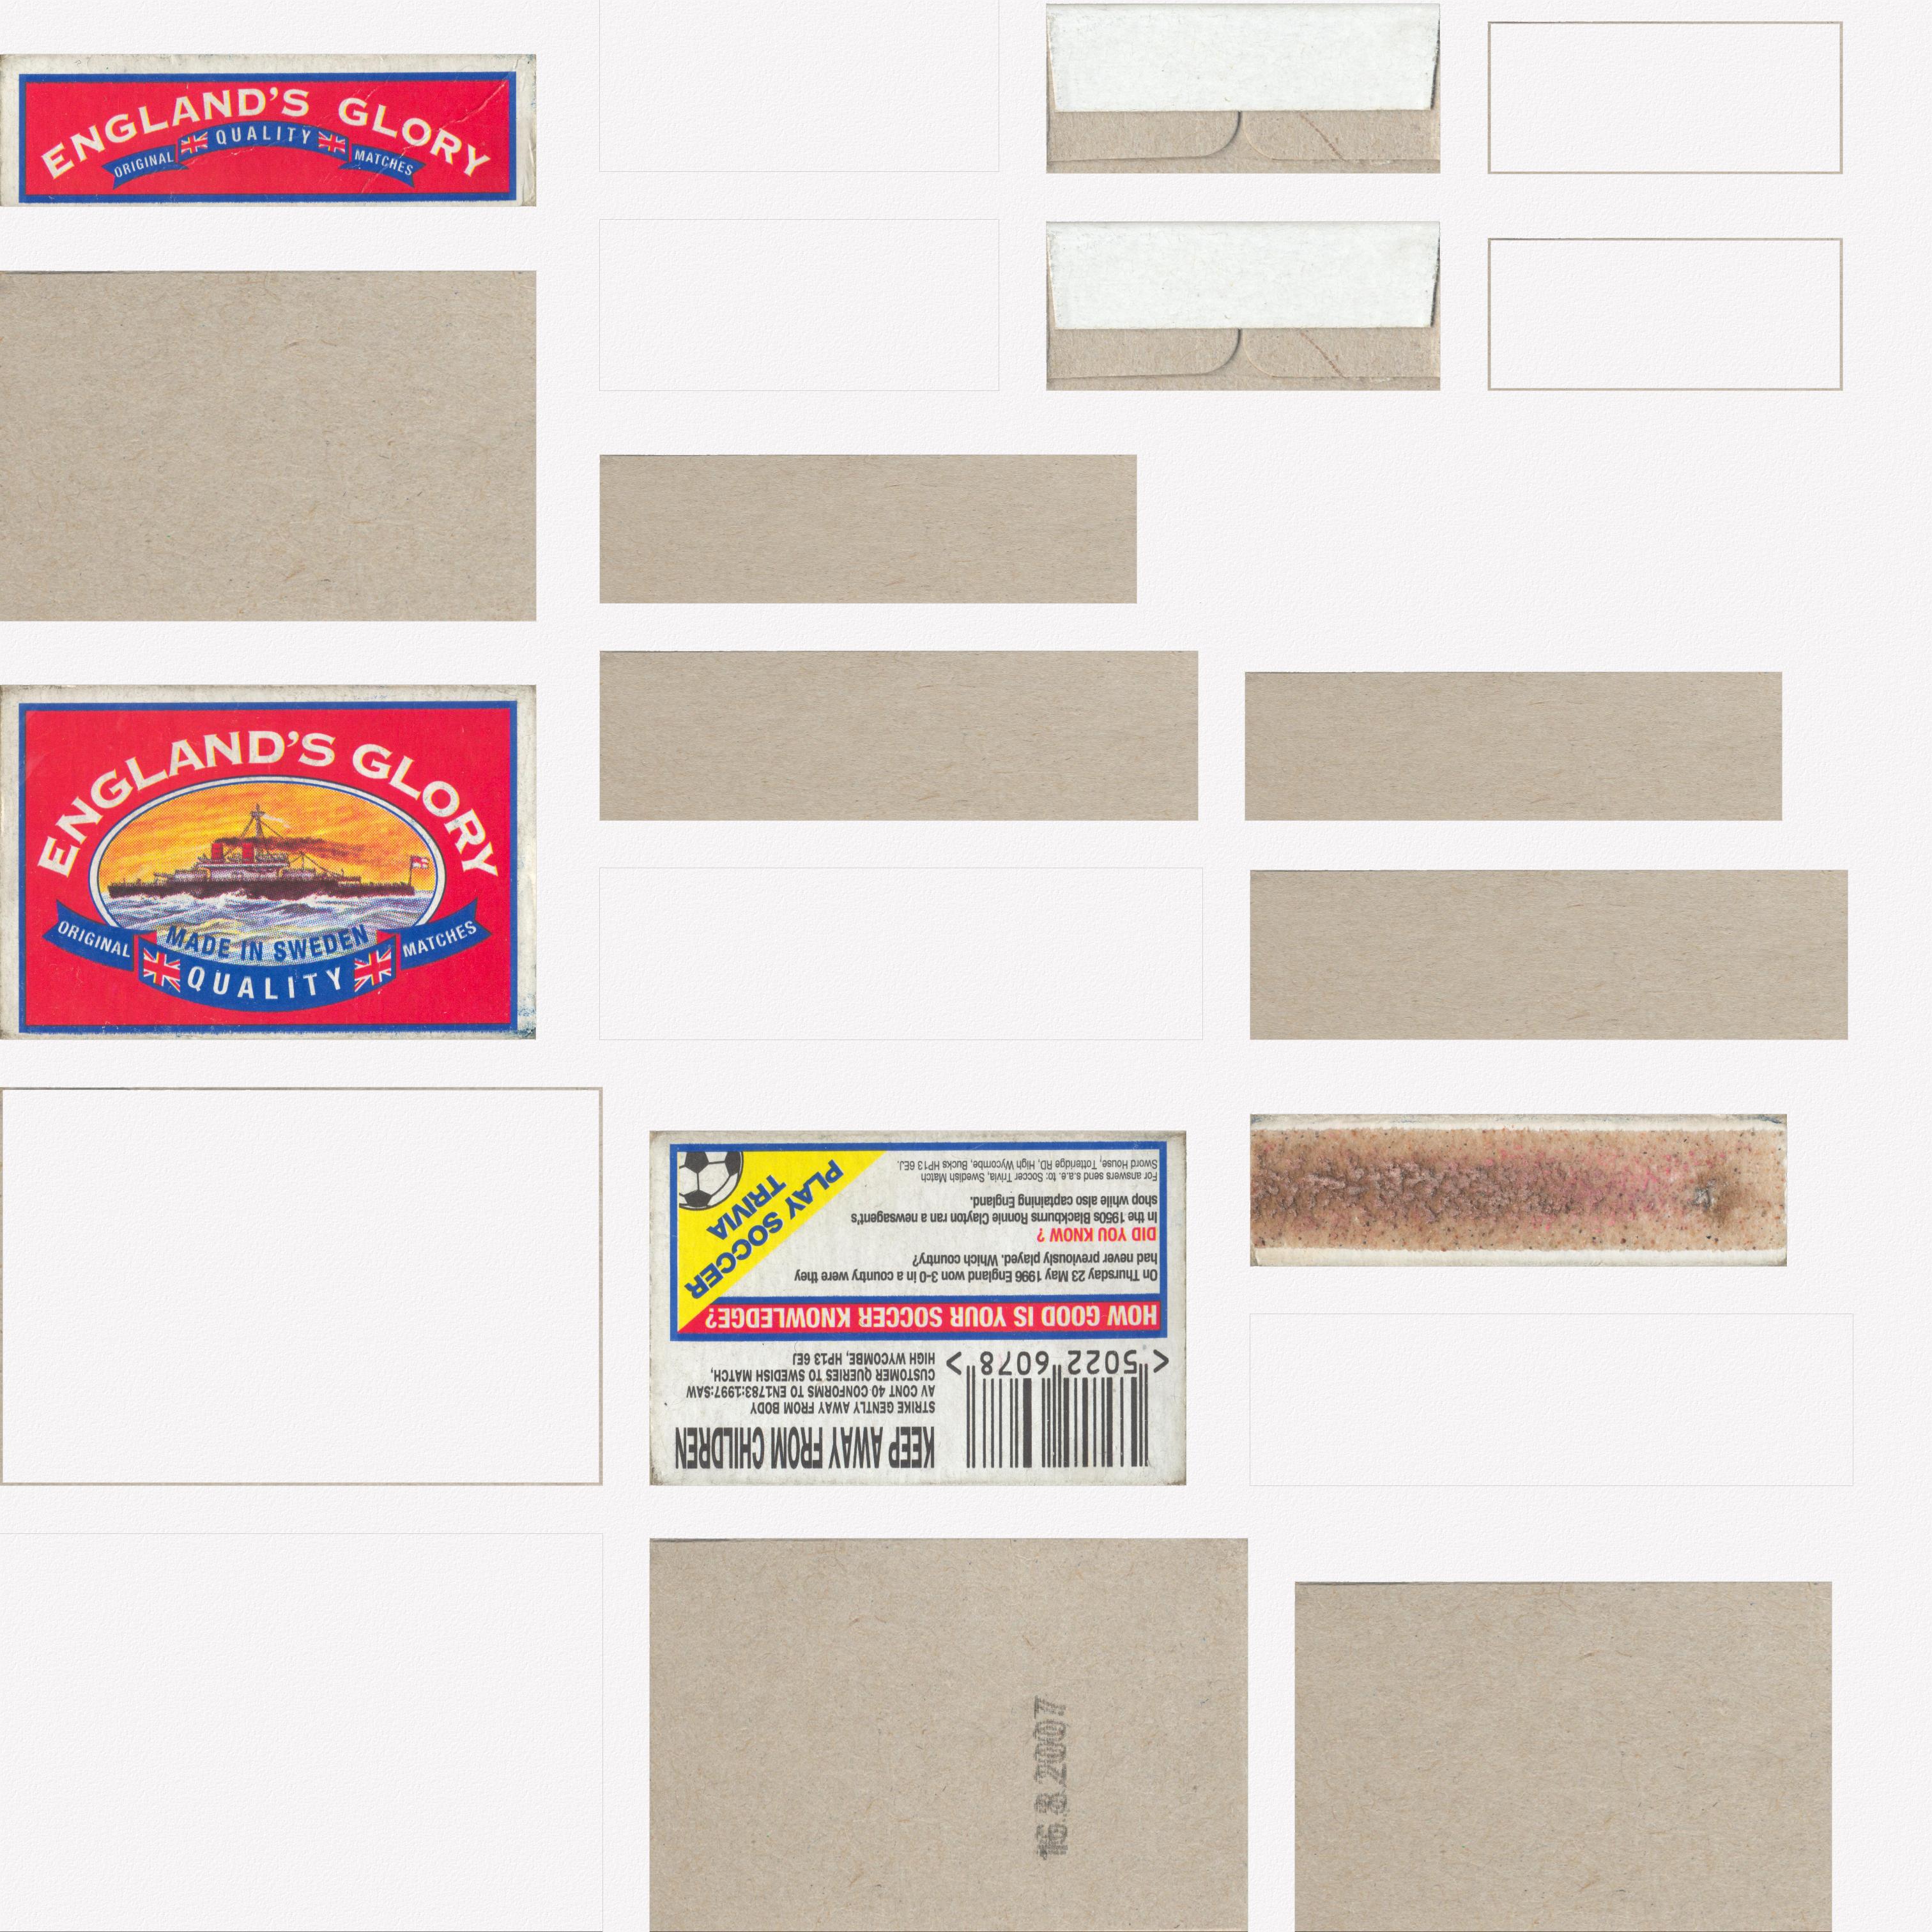 ENGLAND'S GLORY
ORIGINAL QUALITY MATCHES
ENGLAND'S GLORY
MADE IN SWEDEN
ORIGINAL QUALITY MATCHES
KEEP AWAY FROM CHILDREN
STRIKE GENTLY AWAY FROM BODY
AV CONT 40 CONFORMS TO EN1783:1997:SAW
CUSTOMER QUERIES TO SWEDISH MATCH,
HIGH WYCOMBE, HP13 6EJ
< 5022 6078 >
HOW GOOD IS YOUR SOCCER KNOWLEDGE?
On Thursday 23 May 1996 England won 3-0 in a country were they
had never previously played. Which country?
DID YOU KNOW ?
In the 1950s Blackburns Ronnie Clayton ran a newsagent's
shop while also captaining England.
For answers send s.a.e. to: Soccer Trivia, Swedish Match
Sword House, Totteridge RD, High Wycombe, Bucks HP13 6EJ.
PLAY SOCCER
TRIVIA